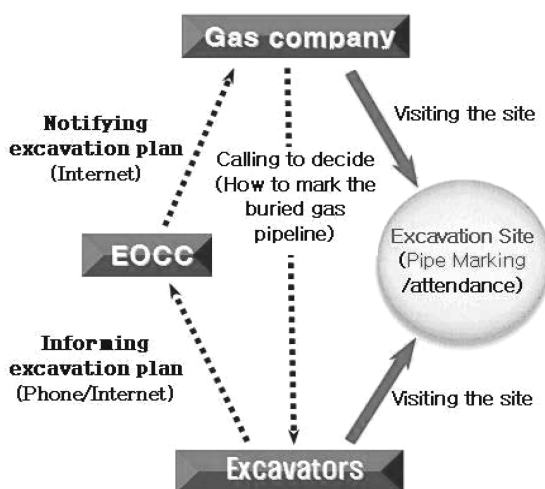 Gas company
Notifying
excavation plan
(Internet)
Visiting the site
Calling to decide
(How to mark the
buried gas
pipeline)
EOCC
Excavation Site
(Pipe Marking
/attendance)
Informing
excavation plan
(Phone/Internet)
Visiting the site
Excavators